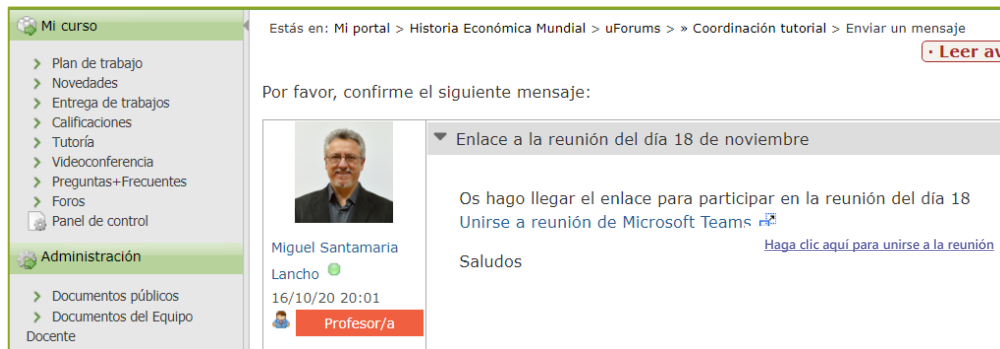 Mi curso
Plan de trabajo
Novedades
Entrega de trabajos
Calificaciones
Tutoría
Videoconferencia
Preguntas+Frecuentes
Foros
Panel de control
Administración
Documentos públicos
Documentos del Equipo
Docente
Estás en: Mi portal > Historia Económica Mundial > uForums > » Coordinación tutorial > Enviar un mensaje
· Leer av
Por favor, confirme el siguiente mensaje:
Miguel Santamaria
Lancho
16/10/20 20:01
Profesor/a
Enlace a la reunión del día 18 de noviembre
Os hago llegar el enlace para participar en la reunión del día 18
Unirse a reunión de Microsoft Teams
Haga clic aquí para unirse a la reunión
Saludos